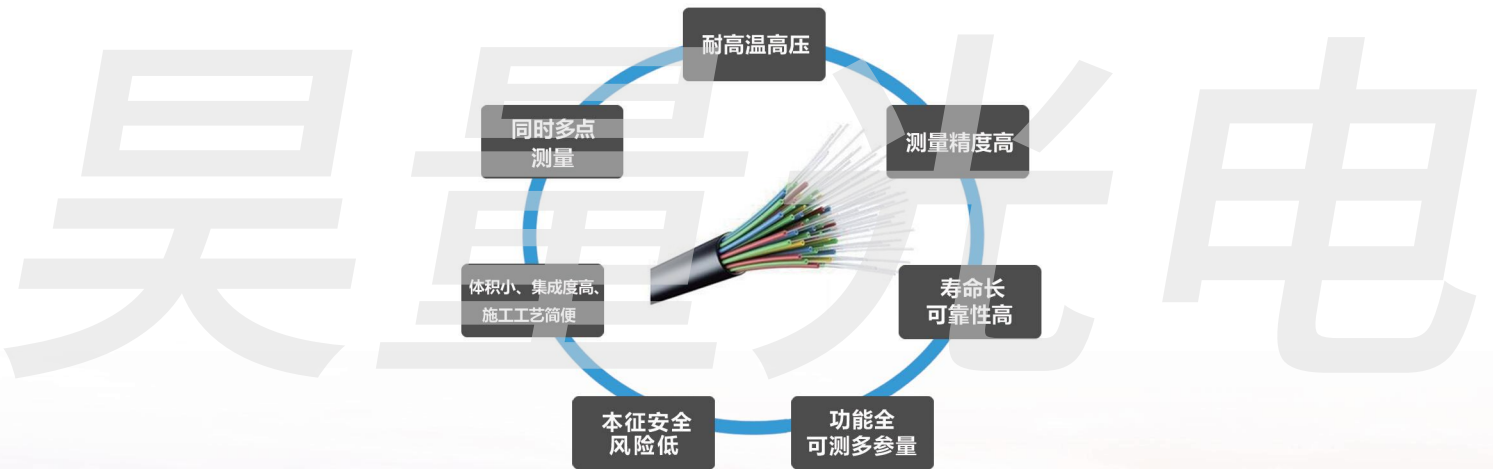 昊量光电
耐高温高压
测量精度高
寿命长
可靠性高
功能全
可测多参量
本征安全
风险低
体积小、集成度高、
施工工艺简便
同时多点
测量